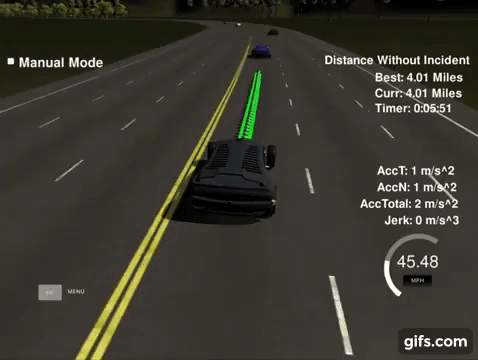 Manual Mode
Distance Without Incident
Best: 4.01 Miles
Curr: 4.01 Miles
Timer: 0:05:51
AccT: 1 m/s^2
AccN: 1 m/s^2
AccTotal: 2 m/s^2
Jerk: 0 m/s^3
45.48
MPH
MENU
gifs.com